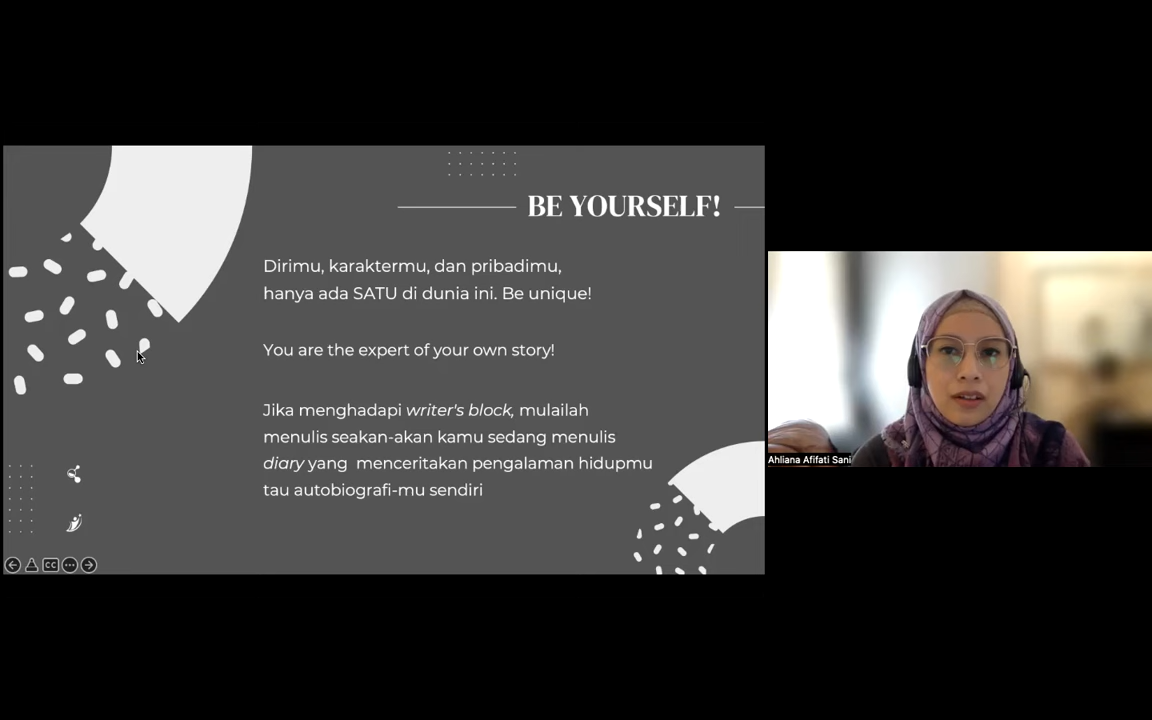 BE YOURSELF!
Dirimu, karaktermu, dan pribadimu,
hanya ada SATU di dunia ini. Be unique!
You are the expert of your own story!
Jika menghadapi writer's block, mulailah
menulis seakan-akan kamu sedang menulis
diary yang menceritakan pengalaman hidupmu
tau autobiografi-mu sendiri
CC
Ahliana Afifati Sani